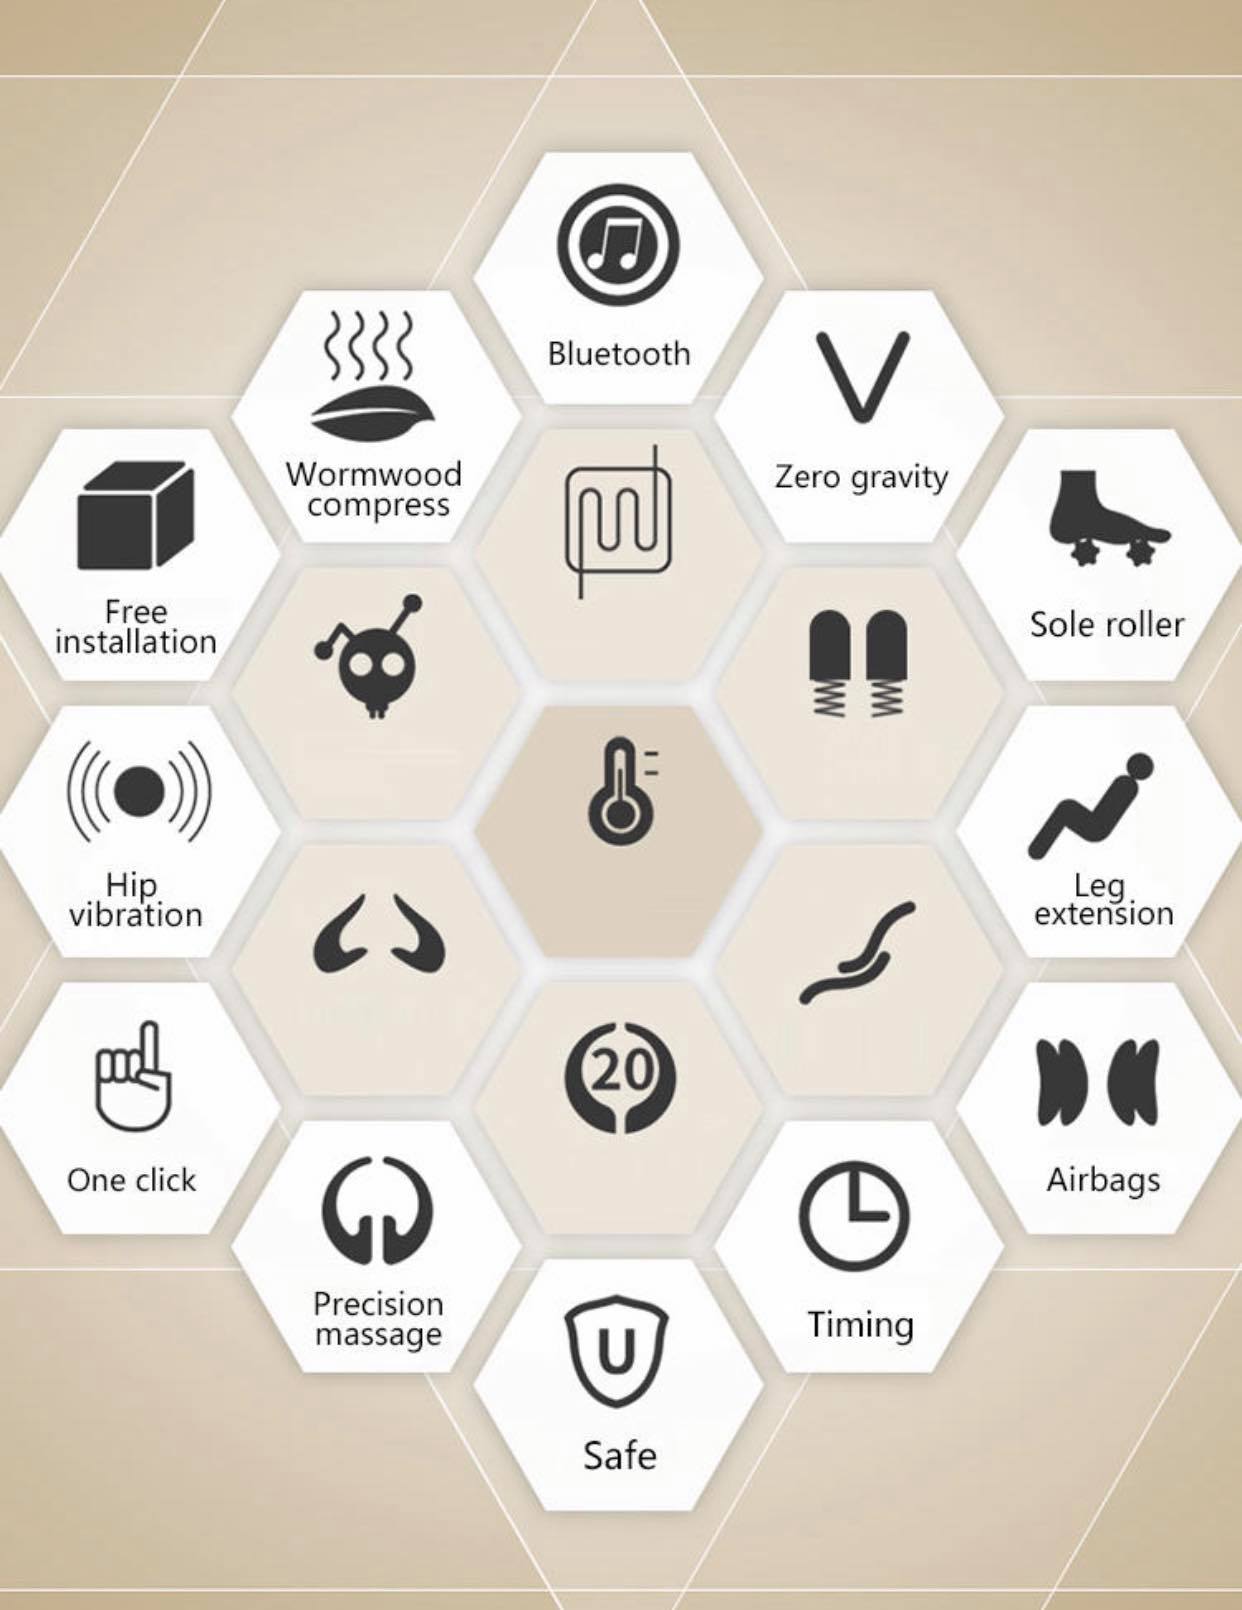 Bluetooth
Wormwood
compress
Zero gravity
Free
installation
Sole roller
Hip
vibration
Leg
extension
20
One click
Airbags
Precision
massage
Timing
U
Safe